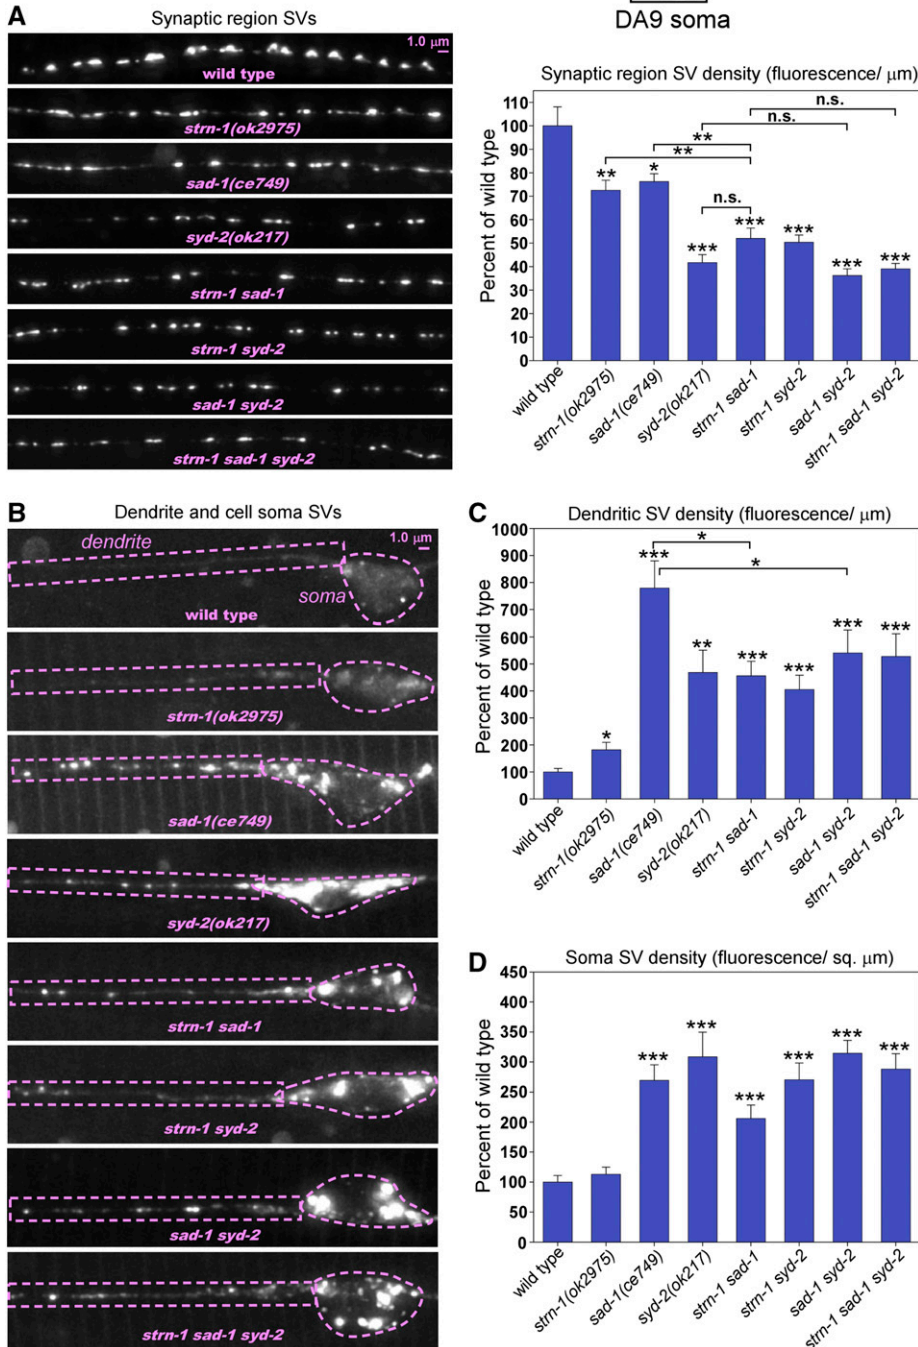 A
Synaptic region SVs
1.0 μm
wild type
strn-1(ok2975)
sad-1(ce749)
syd-2(ok217)
strn-1 sad-1
strn-1 syd-2
sad-1 syd-2
strn-1 sad-1 syd-2
DA9 soma
Synaptic region SV density (fluorescence/ μm)
Percent of wild type
110
100
90
80
70
60
50
40
30
20
10
0
**
*
***
***
***
***
***
**
**
n.s.
n.s.
n.s.
wild type
strn-1(ok2975)
sad-1(ce749)
syd-2(ok217)
strn-1 sad-1
strn-1 syd-2
sad-1 syd-2
strn-1 sad-1 syd-2
B
Dendrite and cell soma SVs
1.0 μm
dendrite
soma
wild type
strn-1(ok2975)
sad-1(ce749)
syd-2(ok217)
strn-1 sad-1
strn-1 syd-2
sad-1 syd-2
strn-1 sad-1 syd-2
C
Dendritic SV density (fluorescence/ μm)
Percent of wild type
1000
900
800
700
600
500
400
300
200
100
0
*
***
**
***
***
***
***
*
*
wild type
strn-1(ok2975)
sad-1(ce749)
syd-2(ok217)
strn-1 sad-1
strn-1 syd-2
sad-1 syd-2
strn-1 sad-1 syd-2
D
Soma SV density (fluorescence/ sq. μm)
Percent of wild type
450
400
350
300
250
200
150
100
50
0
***
***
***
***
***
***
wild type
strn-1(ok2975)
sad-1(ce749)
syd-2(ok217)
strn-1 sad-1
strn-1 syd-2
sad-1 syd-2
strn-1 sad-1 syd-2